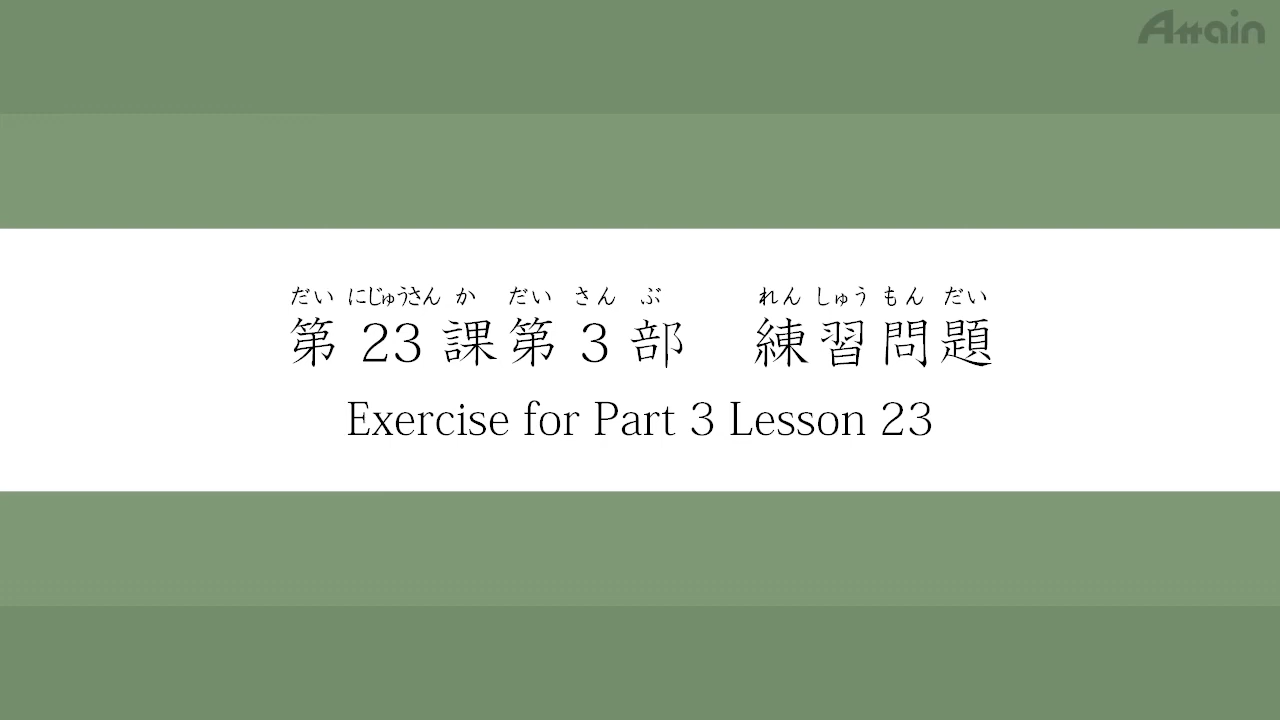 Attain
だい にじゅうさん か だい さん ぶ れん しゅう もん だい
第 23 課第 3 部　練習問題
Exercise for Part 3 Lesson 23